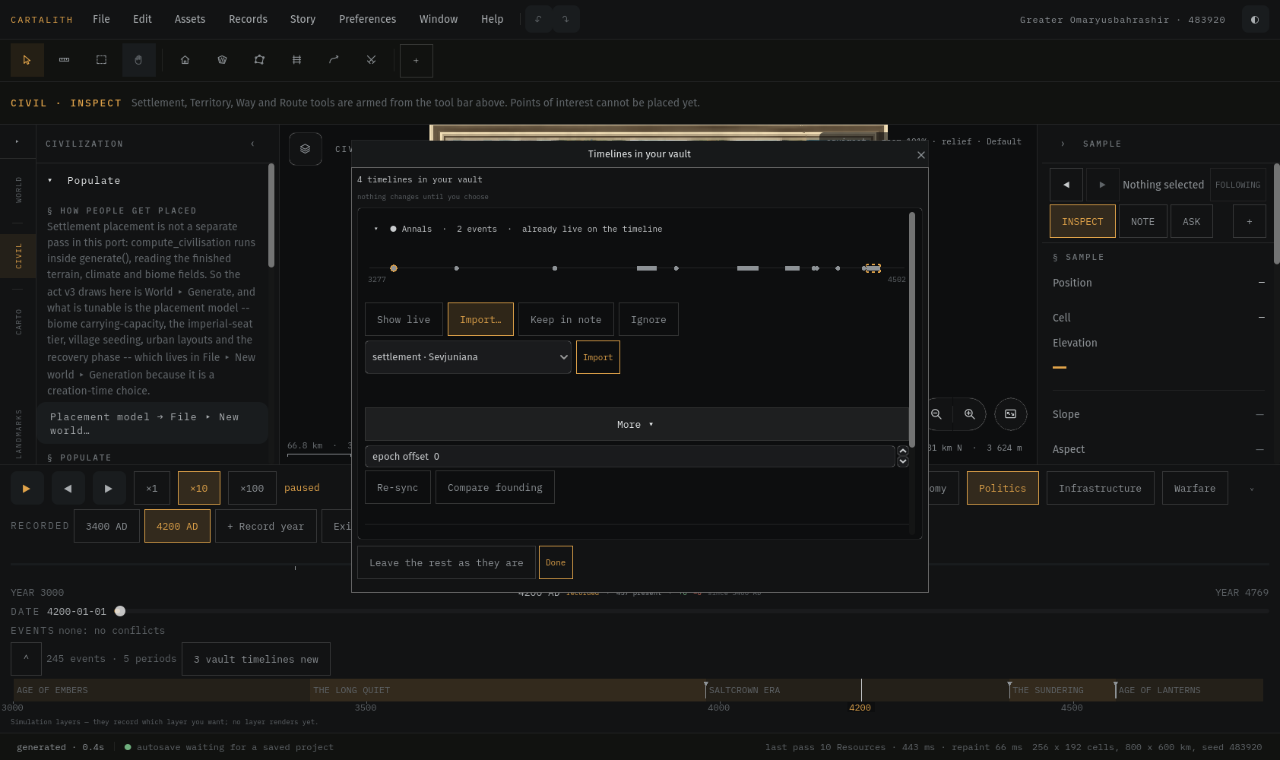 CARTALITH File Edit Assets Records Story Preferences Window Help Greater Omaryusbahrashir · 483920
+
CIVIL · INSPECT Settlement, Territory, Way and Route tools are armed from the tool bar above. Points of interest cannot be placed yet.
CIVILIZATION
WORLD
CIVIL
CARTO
LANDMARKS
▾ Populate
§ HOW PEOPLE GET PLACED
Settlement placement is not a separate
pass in this port: compute_civilisation runs
inside generate(), reading the finished
terrain, climate and biome fields. So the
act v3 draws here is World ▸ Generate, and
what is tunable is the placement model --
biome carrying-capacity, the imperial-seat
tier, village seeding, urban layouts and the
recovery phase -- which lives in File ▸ New
world ▸ Generation because it is a
creation-time choice.
Placement model → File ▸ New
world…
§ POPULATE
· relief · Default
66.8 km ·
km N · 3 624 m
Timelines in your vault
4 timelines in your vault
nothing changes until you choose
• Annals · 2 events · already live on the timeline
3277 4502
Show live Import… Keep in note Ignore
settlement · Sevjuniana Import
More ▾
epoch offset 0
Re-sync Compare founding
Leave the rest as they are Done
SAMPLE
Nothing selected FOLLOWING
INSPECT NOTE ASK +
§ SAMPLE
Position —
Cell —
Elevation
Slope —
Aspect —
×1 ×10 ×100 paused
Politics Infrastructure Warfare
RECORDED 3400 AD 4200 AD + Record year
YEAR 3000 YEAR 4769
DATE 4200-01-01
EVENTS none: no conflicts
^ 245 events · 5 periods 3 vault timelines new
AGE OF EMBERS THE LONG QUIET SALTCROWN ERA THE SUNDERING AGE OF LANTERNS
3000 3500 4000 4200 4500
Simulation layers — they record which layer you want; no layer renders yet.
generated · 0.4s autosave waiting for a saved project last pass 10 Resources · 443 ms · repaint 66 ms 256 x 192 cells, 800 x 600 km, seed 483920